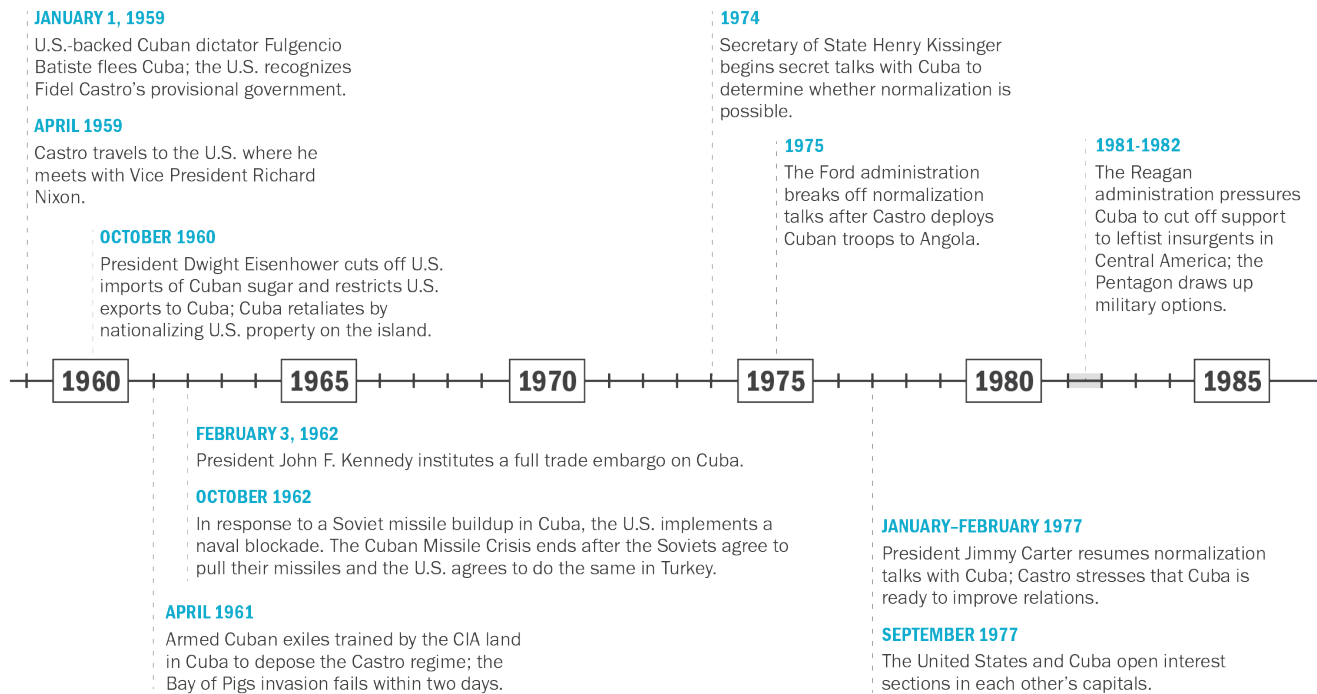 JANUARY 1, 1959
U.S.-backed Cuban dictator Fulgencio
Batiste flees Cuba; the U.S. recognizes
Fidel Castro’s provisional government.
APRIL 1959
Castro travels to the U.S. where he
meets with Vice President Richard
Nixon.
OCTOBER 1960
President Dwight Eisenhower cuts off U.S.
imports of Cuban sugar and restricts U.S.
exports to Cuba; Cuba retaliates by
nationalizing U.S. property on the island.
1974
Secretary of State Henry Kissinger
begins secret talks with Cuba to
determine whether normalization is
possible.
1975
The Ford administration
breaks off normalization
talks after Castro deploys
Cuban troops to Angola.
1981-1982
The Reagan
administration pressures
Cuba to cut off support
to leftist insurgents in
Central America; the
Pentagon draws up
military options.
1960 1965 1970 1975 1980 1985
FEBRUARY 3, 1962
President John F. Kennedy institutes a full trade embargo on Cuba.
OCTOBER 1962
In response to a Soviet missile buildup in Cuba, the U.S. implements a
naval blockade. The Cuban Missile Crisis ends after the Soviets agree to
pull their missiles and the U.S. agrees to do the same in Turkey.
APRIL 1961
Armed Cuban exiles trained by the CIA land
in Cuba to depose the Castro regime; the
Bay of Pigs invasion fails within two days.
JANUARY–FEBRUARY 1977
President Jimmy Carter resumes normalization
talks with Cuba; Castro stresses that Cuba is
ready to improve relations.
SEPTEMBER 1977
The United States and Cuba open interest
sections in each other’s capitals.